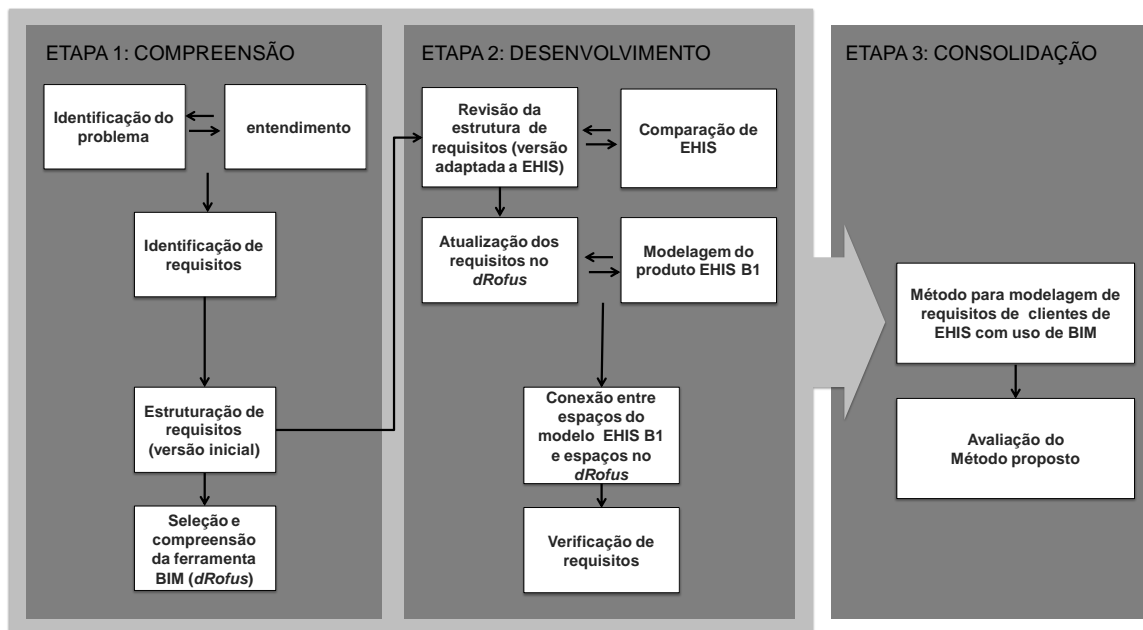 ETAPA 1: COMPREENSÃO
Identificação do
problema
entendimento
Identificação de
requisitos
Estruturação de
requisitos
(versão inicial)
Seleção e
compreensão
da ferramenta
BIM (dRofus)
ETAPA 2: DESENVOLVIMENTO
Revisão da
estrutura de
requisitos (versão
adaptada a EHIS)
Comparação de
EHIS
Atualização dos
requisitos no
dRofus
Modelagem do
produto EHIS B1
Conexão entre
espaços do
modelo EHIS B1
e espaços no
dRofus
Verificação de
requisitos
ETAPA 3: CONSOLIDAÇÃO
Método para modelagem de
requisitos de clientes de
EHIS com uso de BIM
Avaliação do
Método proposto